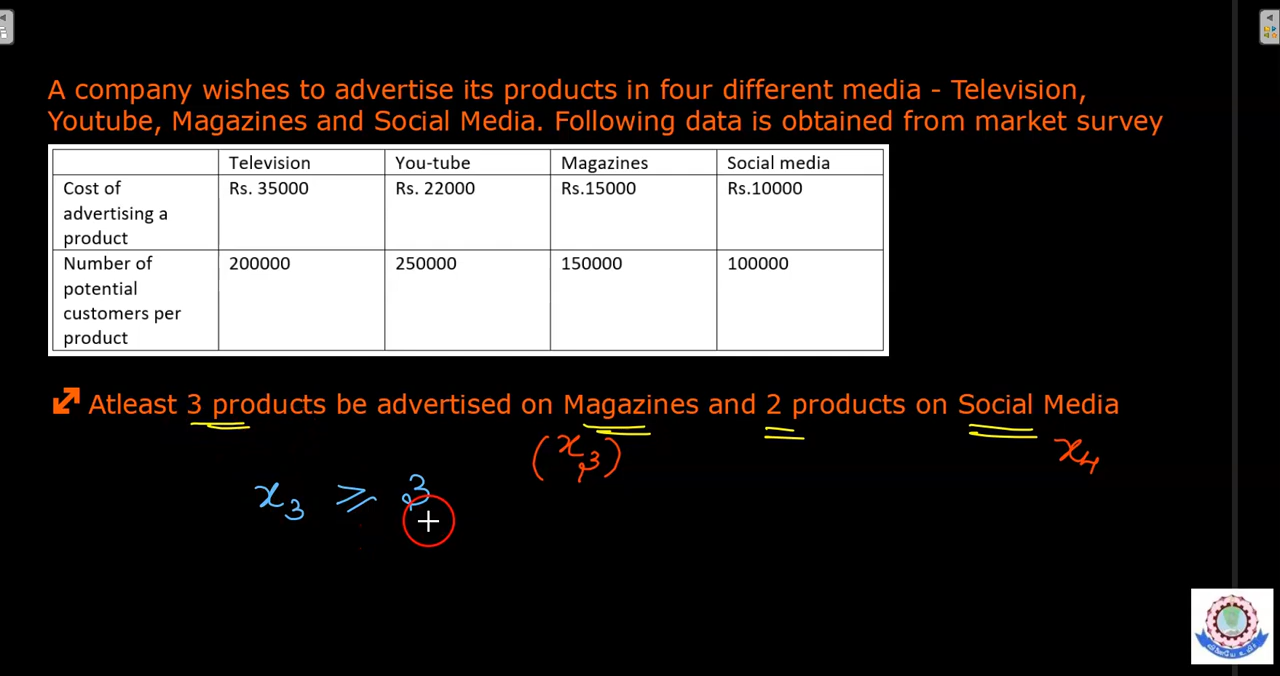 A company wishes to advertise its products in four different media - Television,
Youtube, Magazines and Social Media. Following data is obtained from market survey
Television You-tube Magazines Social media
Cost of advertising a product Rs. 35000 Rs. 22000 Rs.15000 Rs.10000
Number of potential customers per product 200000 250000 150000 100000
Atleast 3 products be advertised on Magazines and 2 products on Social Media
(x₃) x₄
x₃ ≥ 3